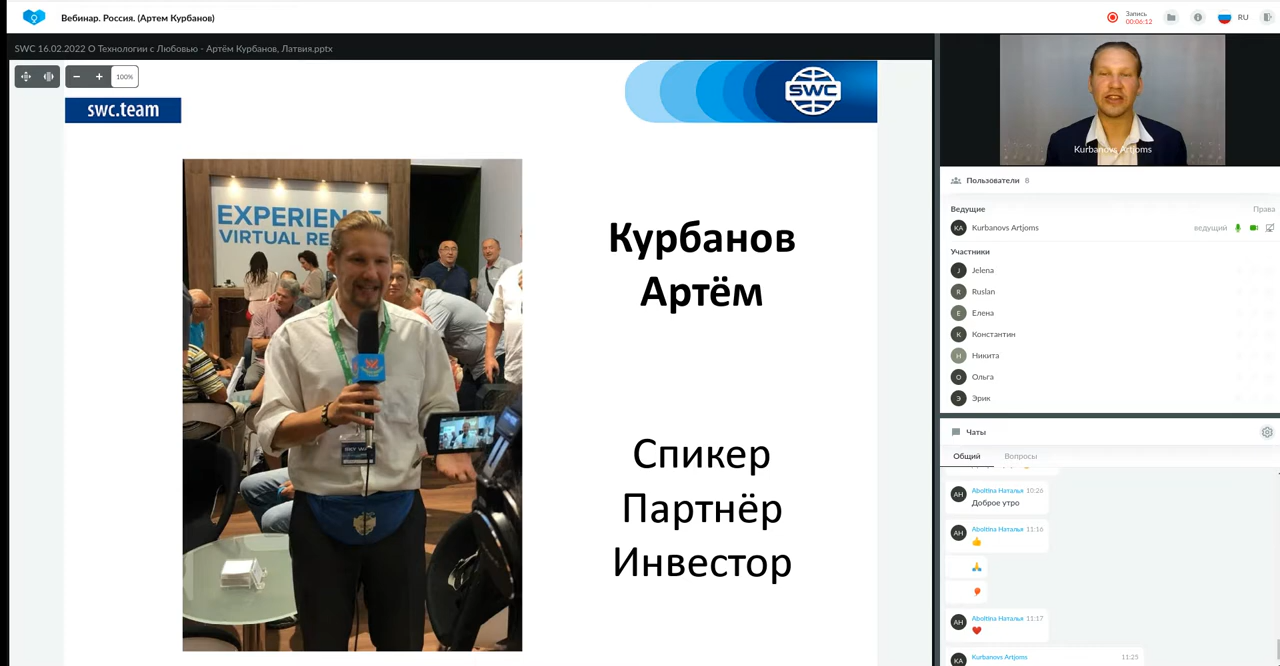 Вебинар. Россия. (Артем Курбанов)
Запись
00:06:12
RU
SWC 16.02.2022 О Технологии с Любовью - Артём Курбанов, Латвия.pptx
100%
swc.team
SWC
EXPERIENCE
VIRTUAL RE
SKY W
Курбанов
Артём
Спикер
Партнёр
Инвестор
Kurbanovs Artjoms
Пользователи 8
Ведущие
Права
KA Kurbanovs Artjoms
ведущий
Участники
J Jelena
R Ruslan
Е Елена
К Константин
Н Никита
О Ольга
Э Эрик
Чаты
Общий
Вопросы
АН Aboltina Наталья 10:26
Доброе утро
АН Aboltina Наталья 11:16
👍
🙏
🎈
АН Aboltina Наталья 11:17
❤️
KA Kurbanovs Artjoms 11:25